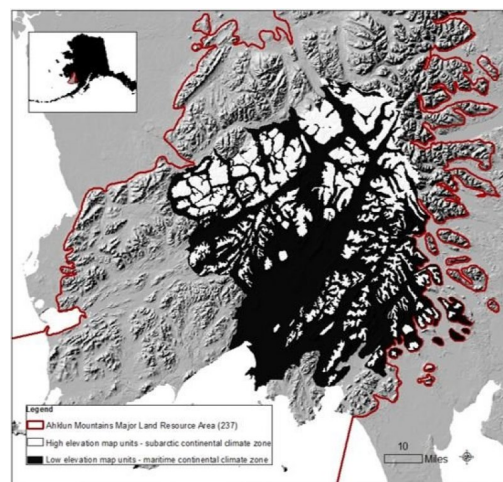 Legend
Ahklun Mountains Major Land Resource Area (237)
High elevation map units - subarctic continental climate zone
Low elevation map units - maritime continental climate zone
10
Miles